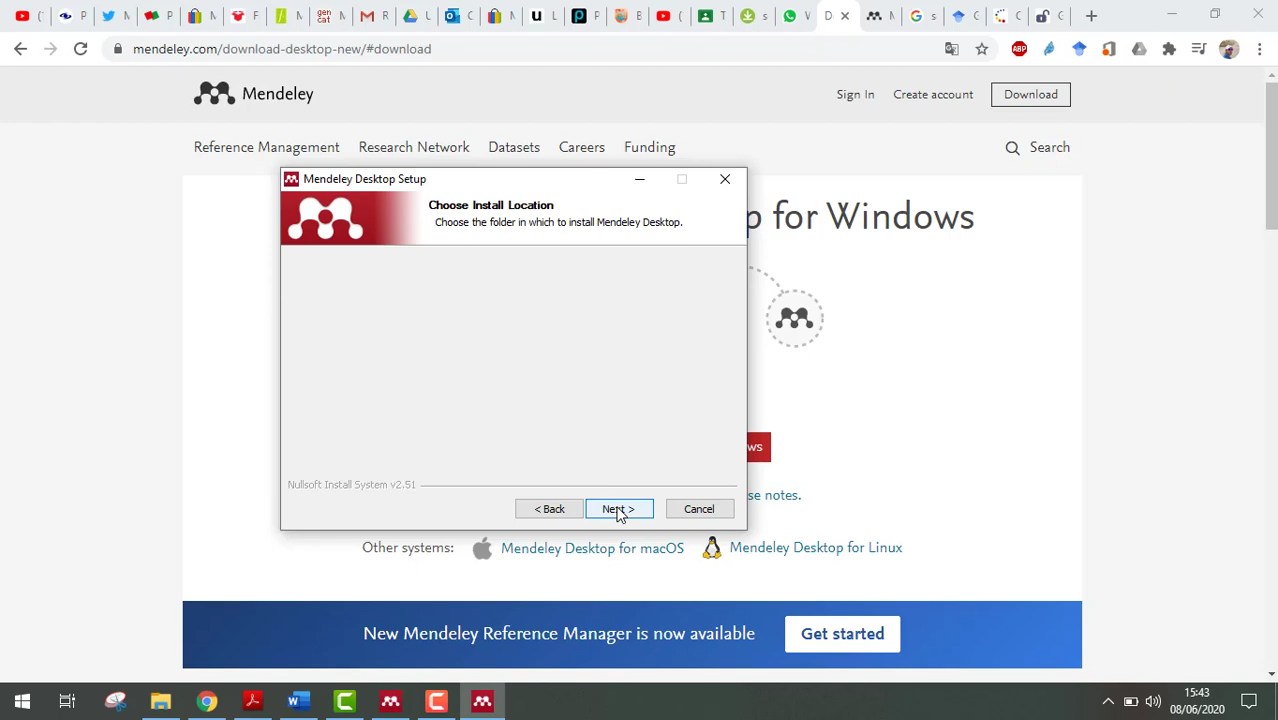 mendeley.com/download-desktop-new/#download
Mendeley
Sign In
Create account
Download
Reference Management
Research Network
Datasets
Careers
Funding
Search
Mendeley Desktop Setup
Choose Install Location
Choose the folder in which to install Mendeley Desktop.
p for Windows
ws
se notes.
Nullsoft Install System v2.51
< Back
Next >
Cancel
Other systems:
Mendeley Desktop for macOS
Mendeley Desktop for Linux
New Mendeley Reference Manager is now available
Get started
15:43
08/06/2020